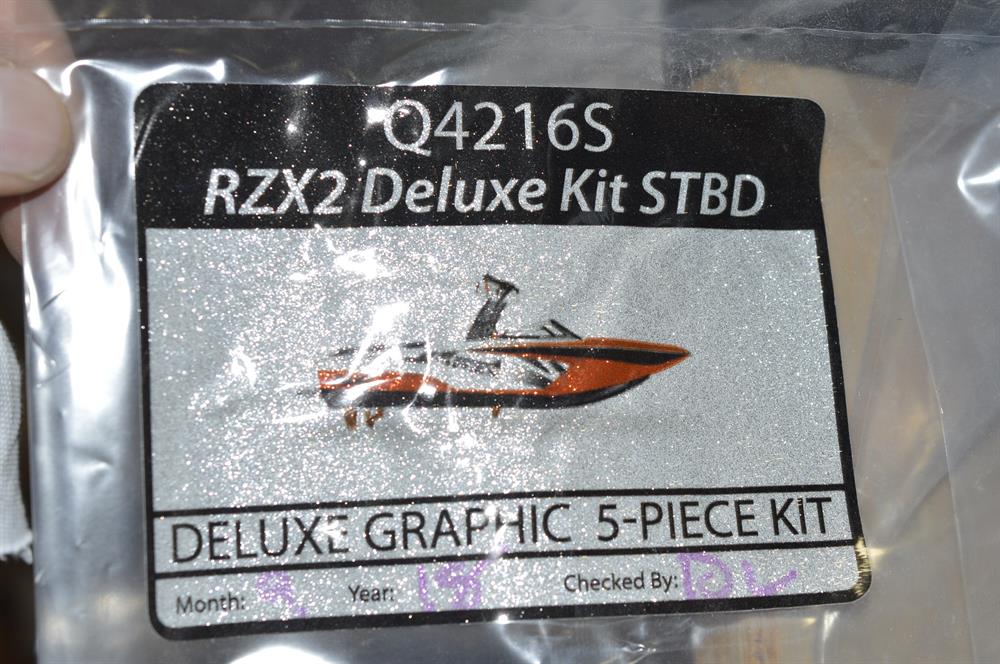 Q4216S
RZX2 Deluxe Kit STBD
DELUXE GRAPHIC 5-PIECE KIT
Month: Year: Checked By: